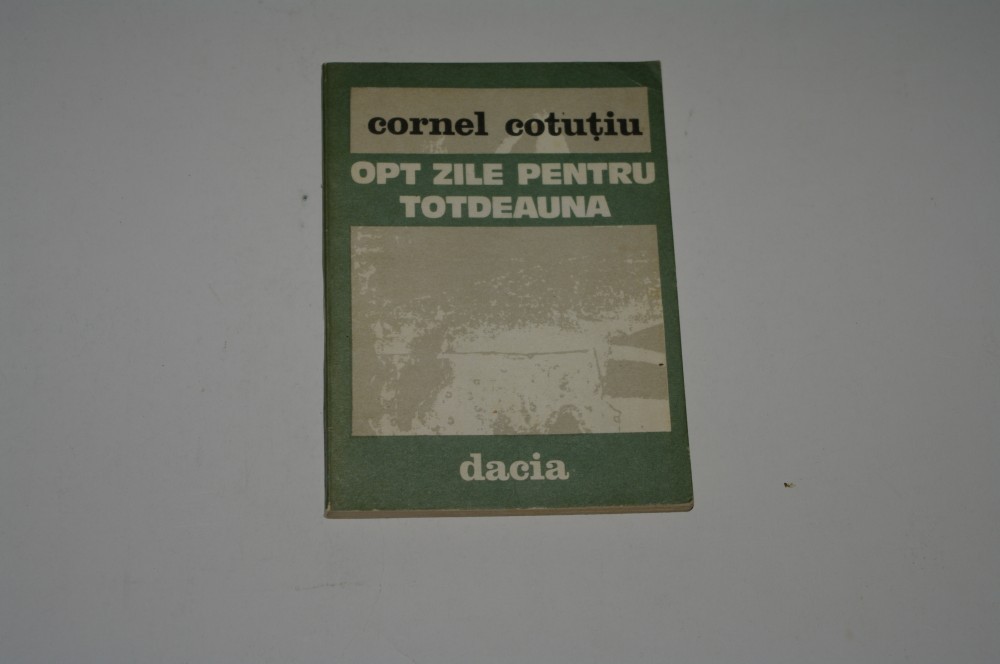 cornel cotuțiu
OPT ZILE PENTRU
TOTDEAUNA
dacia